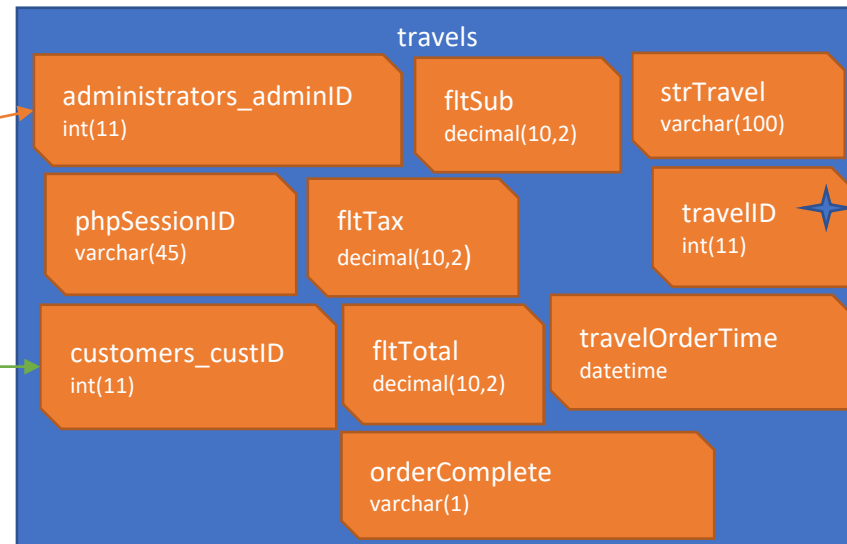 travels
administrators_adminID
int(11)
fltSub
decimal(10,2)
strTravel
varchar(100)
phpSessionID
varchar(45)
fltTax
decimal(10,2)
travelID
int(11)
customers_custID
int(11)
fltTotal
decimal(10,2)
travelOrderTime
datetime
orderComplete
varchar(1)